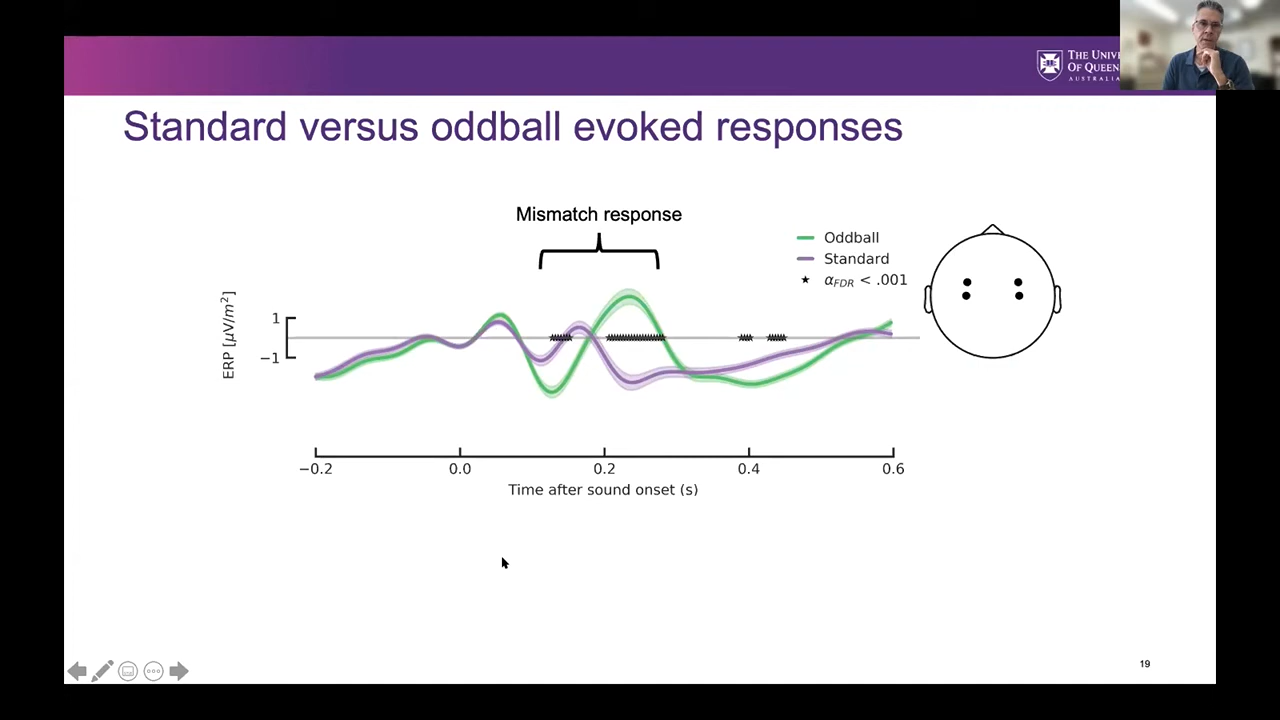 THE UNIV
OF QUEEN
AUSTRALIA
Standard versus oddball evoked responses
Mismatch response
Oddball
Standard
αFDR < .001
ERP [μV/m²]
1
−1
−0.2 0.0 0.2 0.4 0.6
Time after sound onset (s)
19